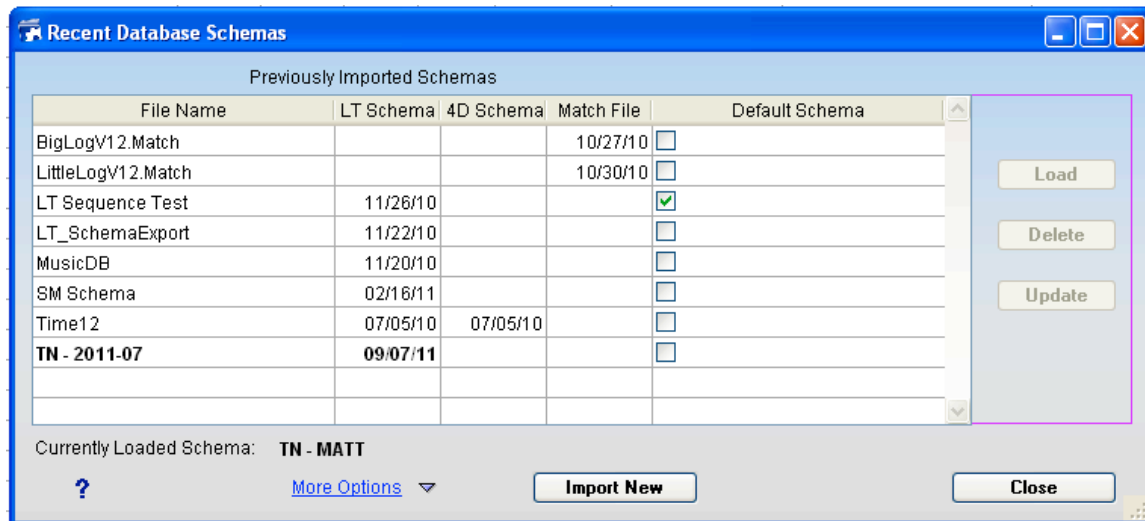 Recent Database Schemas
Previously Imported Schemas
File Name LT Schema 4D Schema Match File Default Schema
BigLogV12.Match 10/27/10
LittleLogV12.Match 10/30/10
Load
LT Sequence Test 11/26/10
LT_SchemaExport 11/22/10
Delete
MusicDB 11/20/10
SM Schema 02/16/11
Update
Time12 07/05/10 07/05/10
TN - 2011-07 09/07/11
Currently Loaded Schema: TN - MATT
? More Options Import New Close